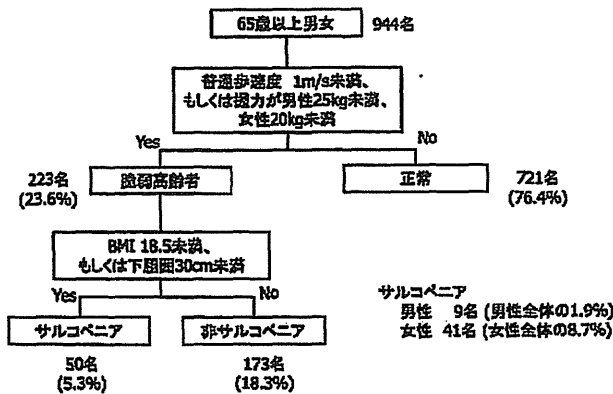 65歳以上男女 944名
普通歩速度 1m/s未満、
もしくは握力が男性25kg未満、
女性20kg未満
Yes
No
223名
(23.6%)
脆弱高齢者
正常
721名
(76.4%)
BMI 18.5未満、
もしくは下腿囲30cm未満
Yes
No
サルコペニア
非サルコペニア
50名
(5.3%)
173名
(18.3%)
サルコペニア
男性 9名 (男性全体の1.9%)
女性 41名 (女性全体の8.7%)